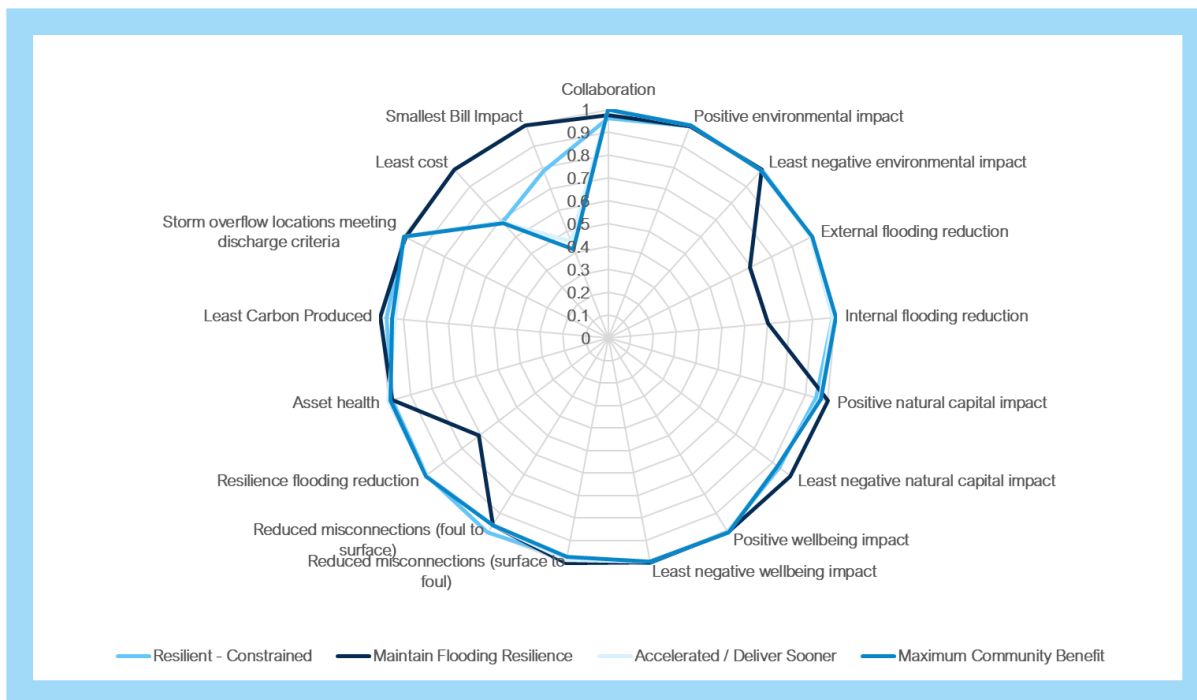 Collaboration
Positive environmental impact
Least negative environmental impact
External flooding reduction
Internal flooding reduction
Positive natural capital impact
Least negative natural capital impact
Positive wellbeing impact
Least negative wellbeing impact
Reduced misconnections (surface to
foul)
Reduced misconnections (foul to
surface)
Resilience flooding reduction
Asset health
Least Carbon Produced
Storm overflow locations meeting
discharge criteria
Least cost
Smallest Bill Impact
1
0.9
0.8
0.7
0.6
0.5
0.4
0.3
0.2
0.1
0
Resilient - Constrained
Maintain Flooding Resilience
Accelerated / Deliver Sooner
Maximum Community Benefit